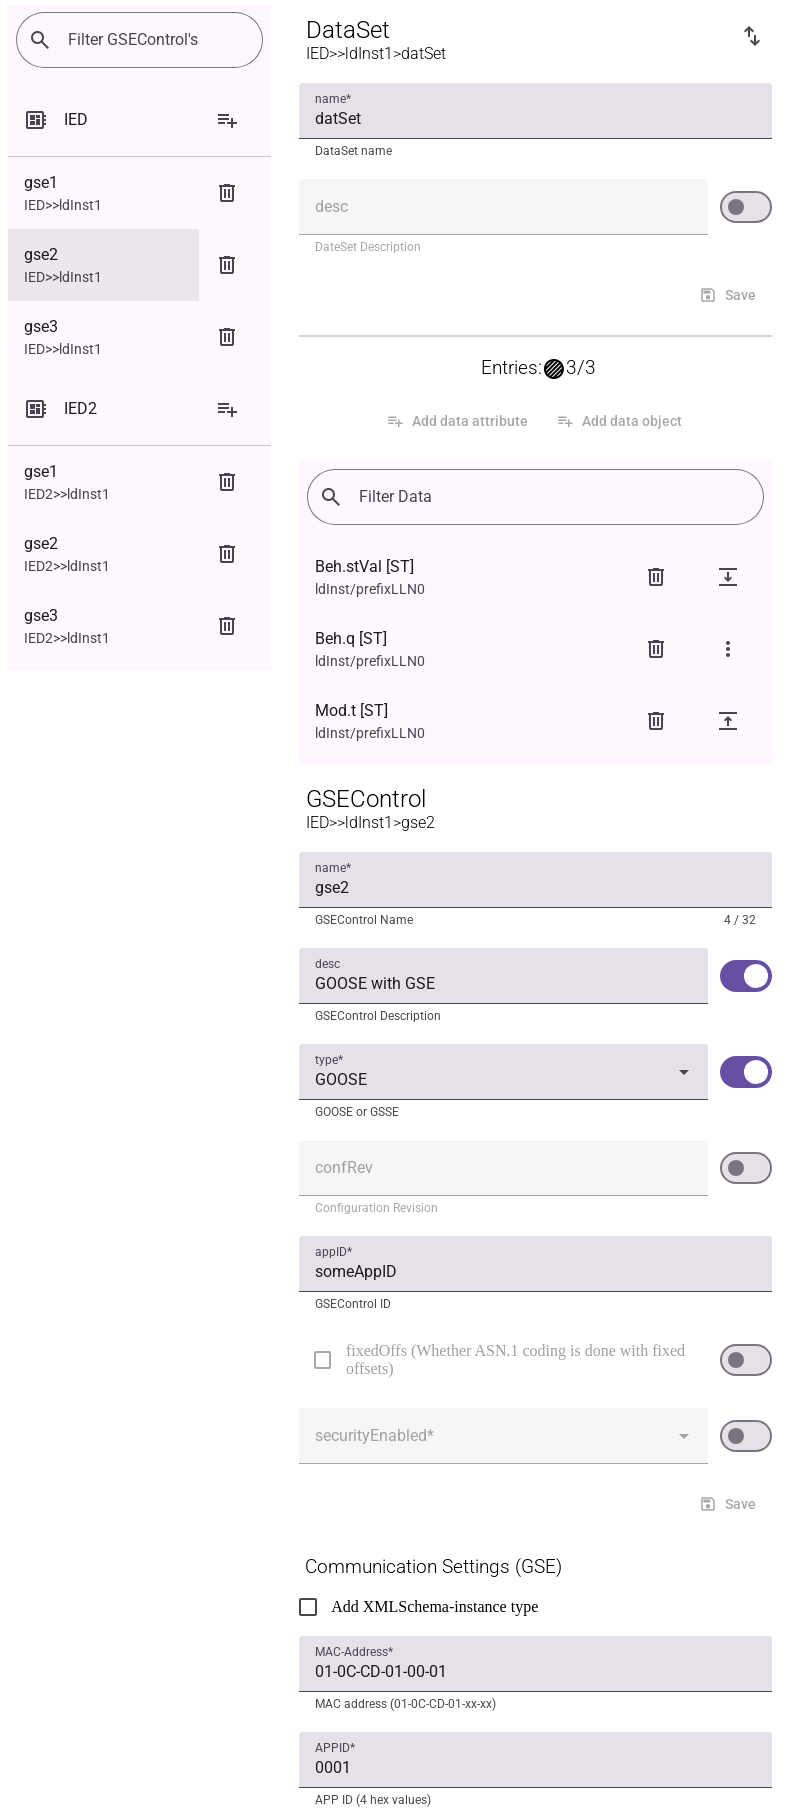 Filter GSEControl's
IED
gse1
IED>>ldInst1
gse2
IED>>ldInst1
gse3
IED>>ldInst1
IED2
gse1
IED2>>ldInst1
gse2
IED2>>ldInst1
gse3
IED2>>ldInst1
DataSet
IED>>ldInst1>datSet
name*
datSet
DataSet name
desc
DateSet Description
Save
Entries: 3/3
Add data attribute
Add data object
Filter Data
Beh.stVal [ST]
ldInst/prefixLLN0
Beh.q [ST]
ldInst/prefixLLN0
Mod.t [ST]
ldInst/prefixLLN0
GSEControl
IED>>ldInst1>gse2
name*
gse2
GSEControl Name
4 / 32
desc
GOOSE with GSE
GSEControl Description
type*
GOOSE
GOOSE or GSSE
confRev
Configuration Revision
appID*
someAppID
GSEControl ID
fixedOffs (Whether ASN.1 coding is done with fixed
offsets)
securityEnabled*
Save
Communication Settings (GSE)
Add XMLSchema-instance type
MAC-Address*
01-0C-CD-01-00-01
MAC address (01-0C-CD-01-xx-xx)
APPID*
0001
APP ID (4 hex values)